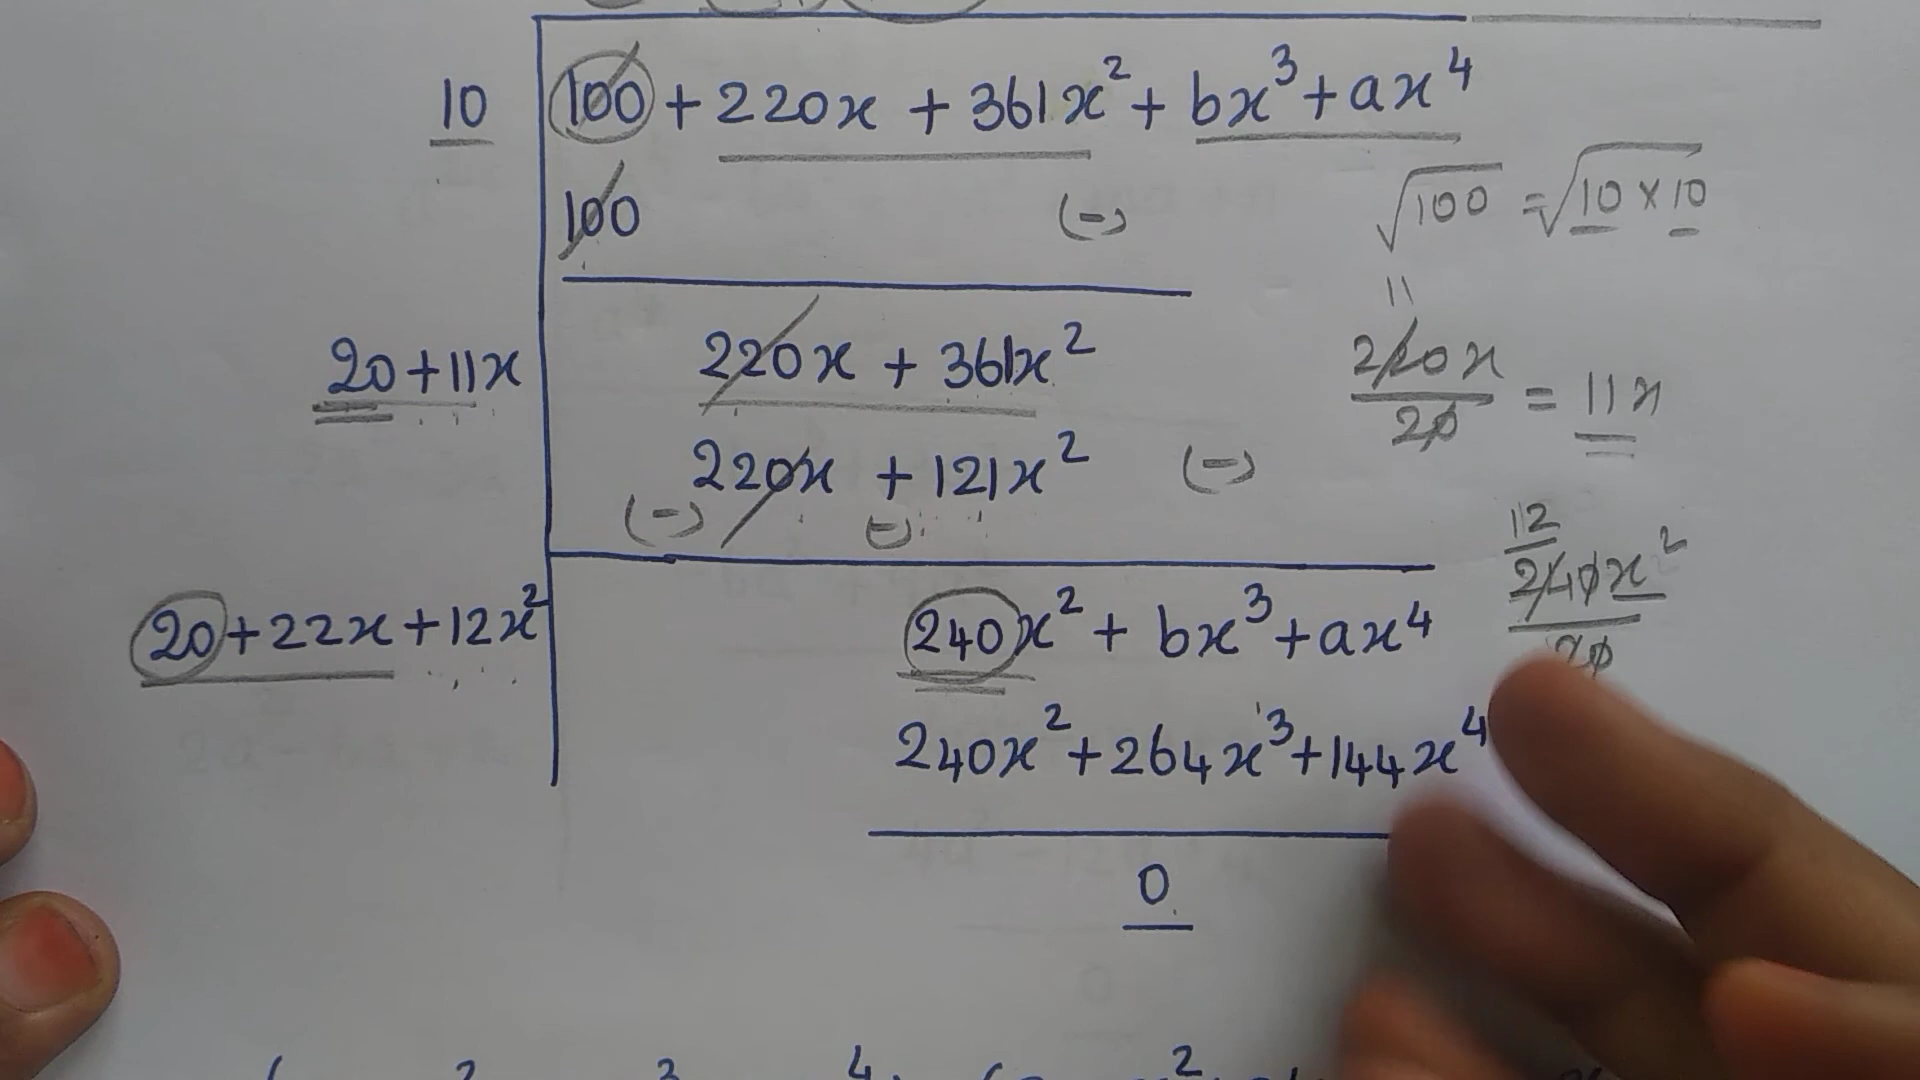 10 100 + 220x + 361x² + bx³ + ax⁴
100 (-)
√100 = √10 × 10
20 + 11x 220x + 361x²
11
220x / 20 = 11x
220x + 121x² (-)
(-) (-)
20 + 22x + 12x² 240x² + bx³ + ax⁴
12
240x² / 20
240x² + 264x³ + 144x⁴
0